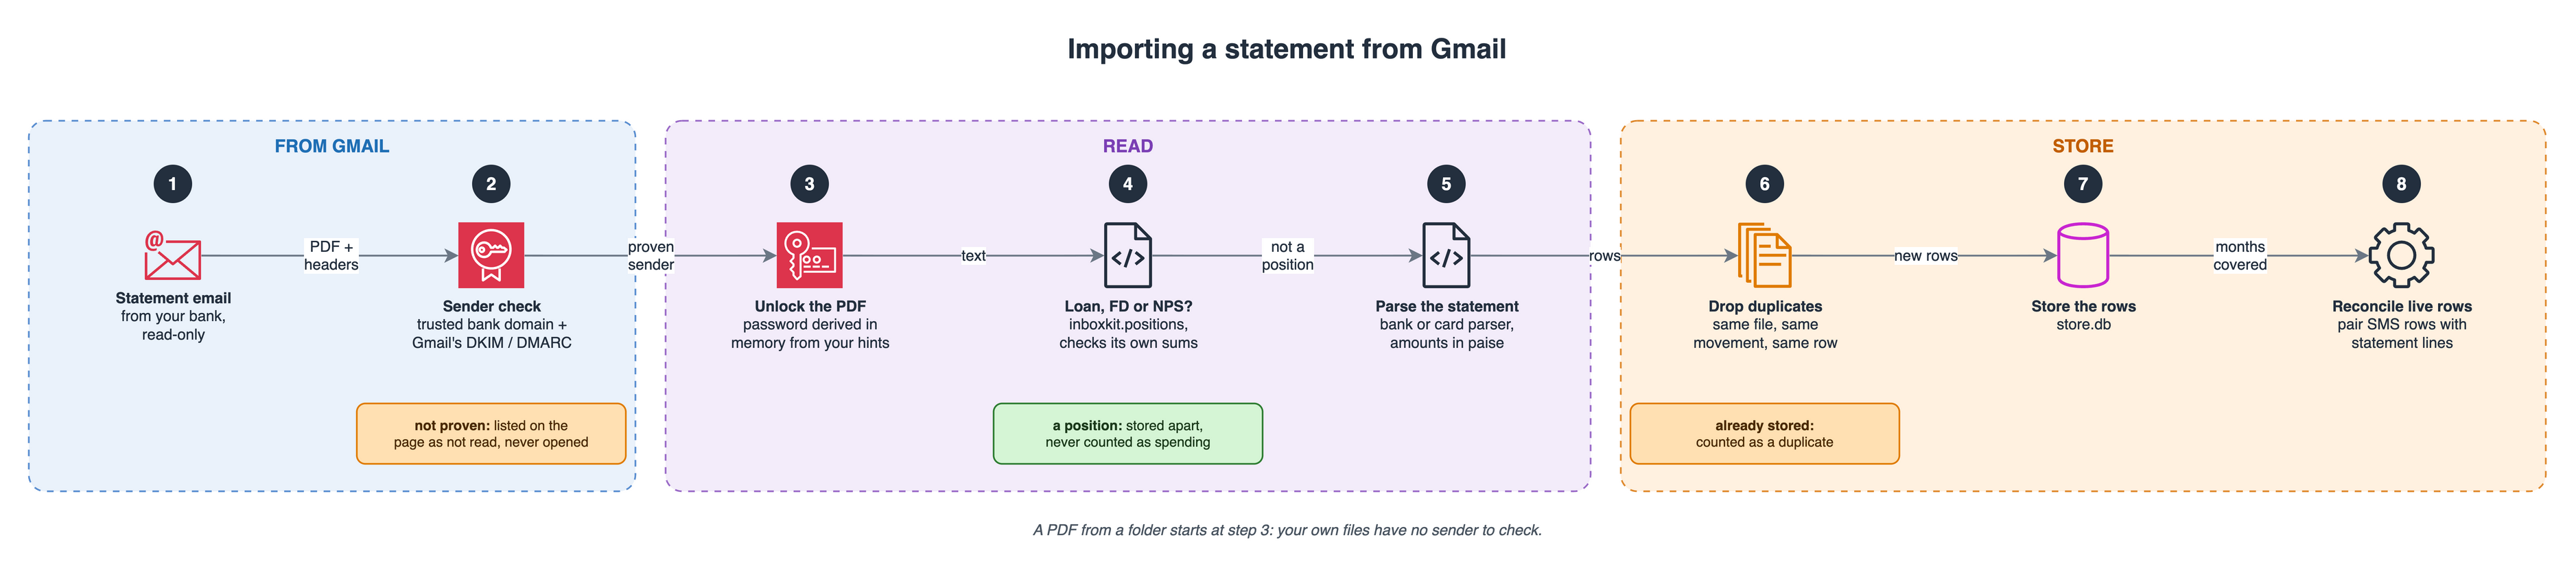 Importing a statement from Gmail
FROM GMAIL
1
2
@
PDF +
headers
Statement email
from your bank,
read-only
Sender check
trusted bank domain +
Gmail's DKIM / DMARC
not proven: listed on the
page as not read, never opened
proven
sender
READ
3
4
5
Unlock the PDF
password derived in
memory from your hints
text
</>
Loan, FD or NPS?
inboxkit.positions,
checks its own sums
a position: stored apart,
never counted as spending
not a
position
</>
Parse the statement
bank or card parser,
amounts in paise
rows
STORE
6
7
8
Drop duplicates
same file, same
movement, same row
already stored:
counted as a duplicate
new rows
Store the rows
store.db
months
covered
Reconcile live rows
pair SMS rows with
statement lines
A PDF from a folder starts at step 3: your own files have no sender to check.